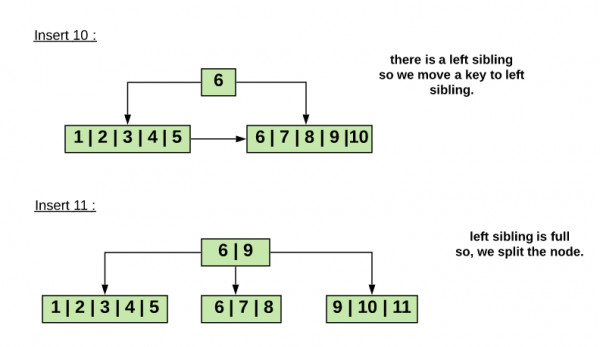 Insert 10 :
there is a left sibling
so we move a key to left
sibling.
6
1 | 2 | 3 | 4 | 5
6 | 7 | 8 | 9 |10
Insert 11 :
left sibling is full
so, we split the node.
6 | 9
1 | 2 | 3 | 4 | 5
6 | 7 | 8
9 | 10 | 11